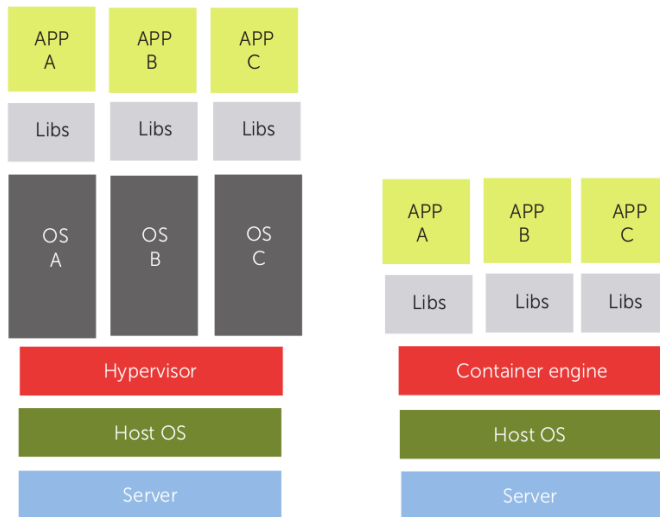 APP
A
APP
B
APP
C
Libs
Libs
Libs
OS
A
OS
B
OS
C
Hypervisor
Host OS
Server
APP
A
APP
B
APP
C
Libs
Libs
Libs
Container engine
Host OS
Server